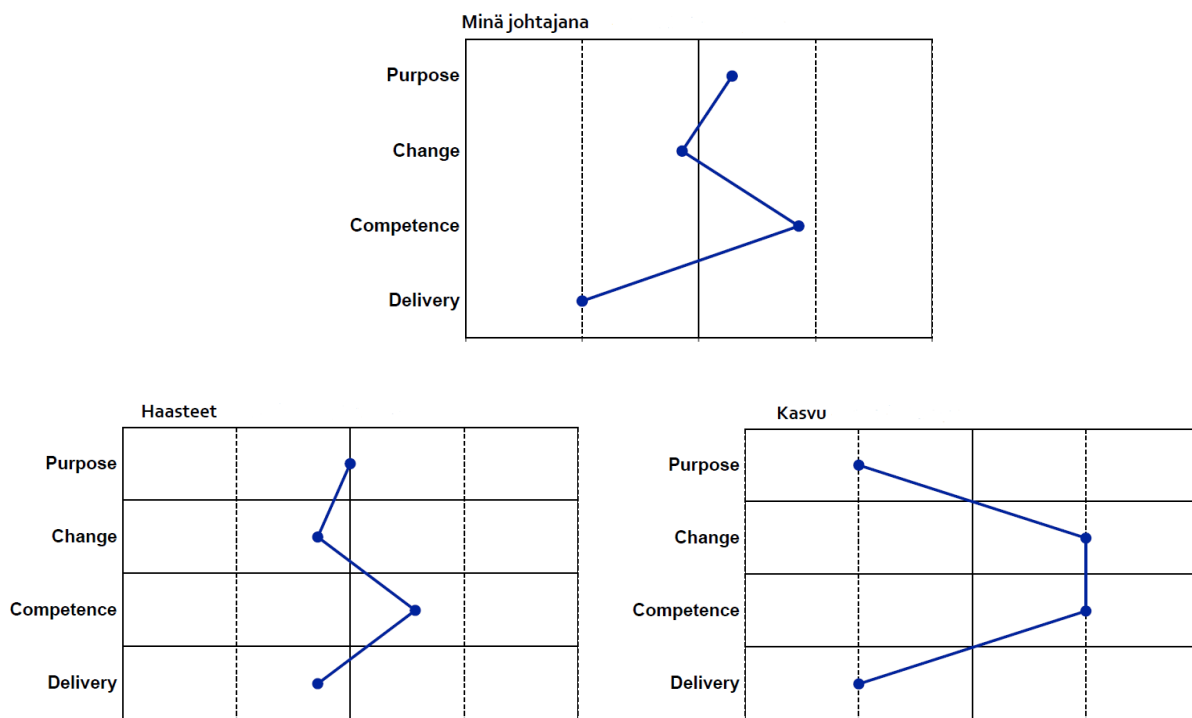 Minä johtajana
Purpose
Change
Competence
Delivery
Haasteet
Purpose
Change
Competence
Delivery
Kasvu
Purpose
Change
Competence
Delivery